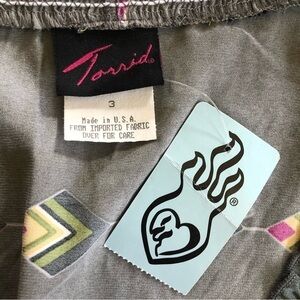 Torrid®
3
Made in U.S.A.
FROM IMPORTED FABRIC
OVER FOR CARE
®